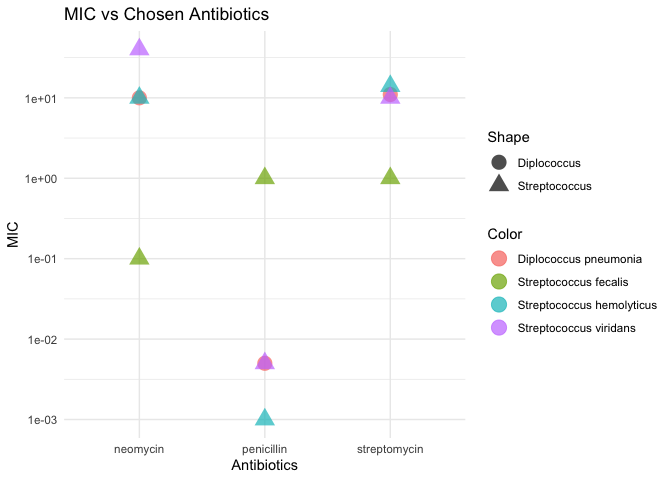 MIC vs Chosen Antibiotics
1e+01
1e+00
1e-01
1e-02
1e-03
MIC
neomycin penicillin streptomycin
Antibiotics
Shape
Diplococcus
Streptococcus
Color
Diplococcus pneumonia
Streptococcus fecalis
Streptococcus hemolyticus
Streptococcus viridans